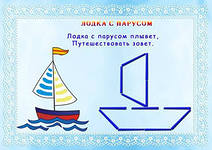 ЛОДКА С ПАРУСОМ
Лодка с парусом плывет,
Путешествовать зовет.